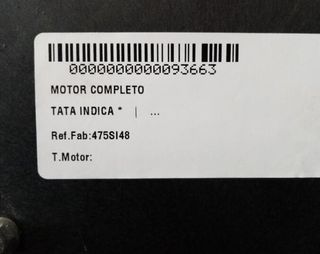 0000000000093663
MOTOR COMPLETO
TATA INDICA * | ...
Ref.Fab:475SI48
T.Motor: